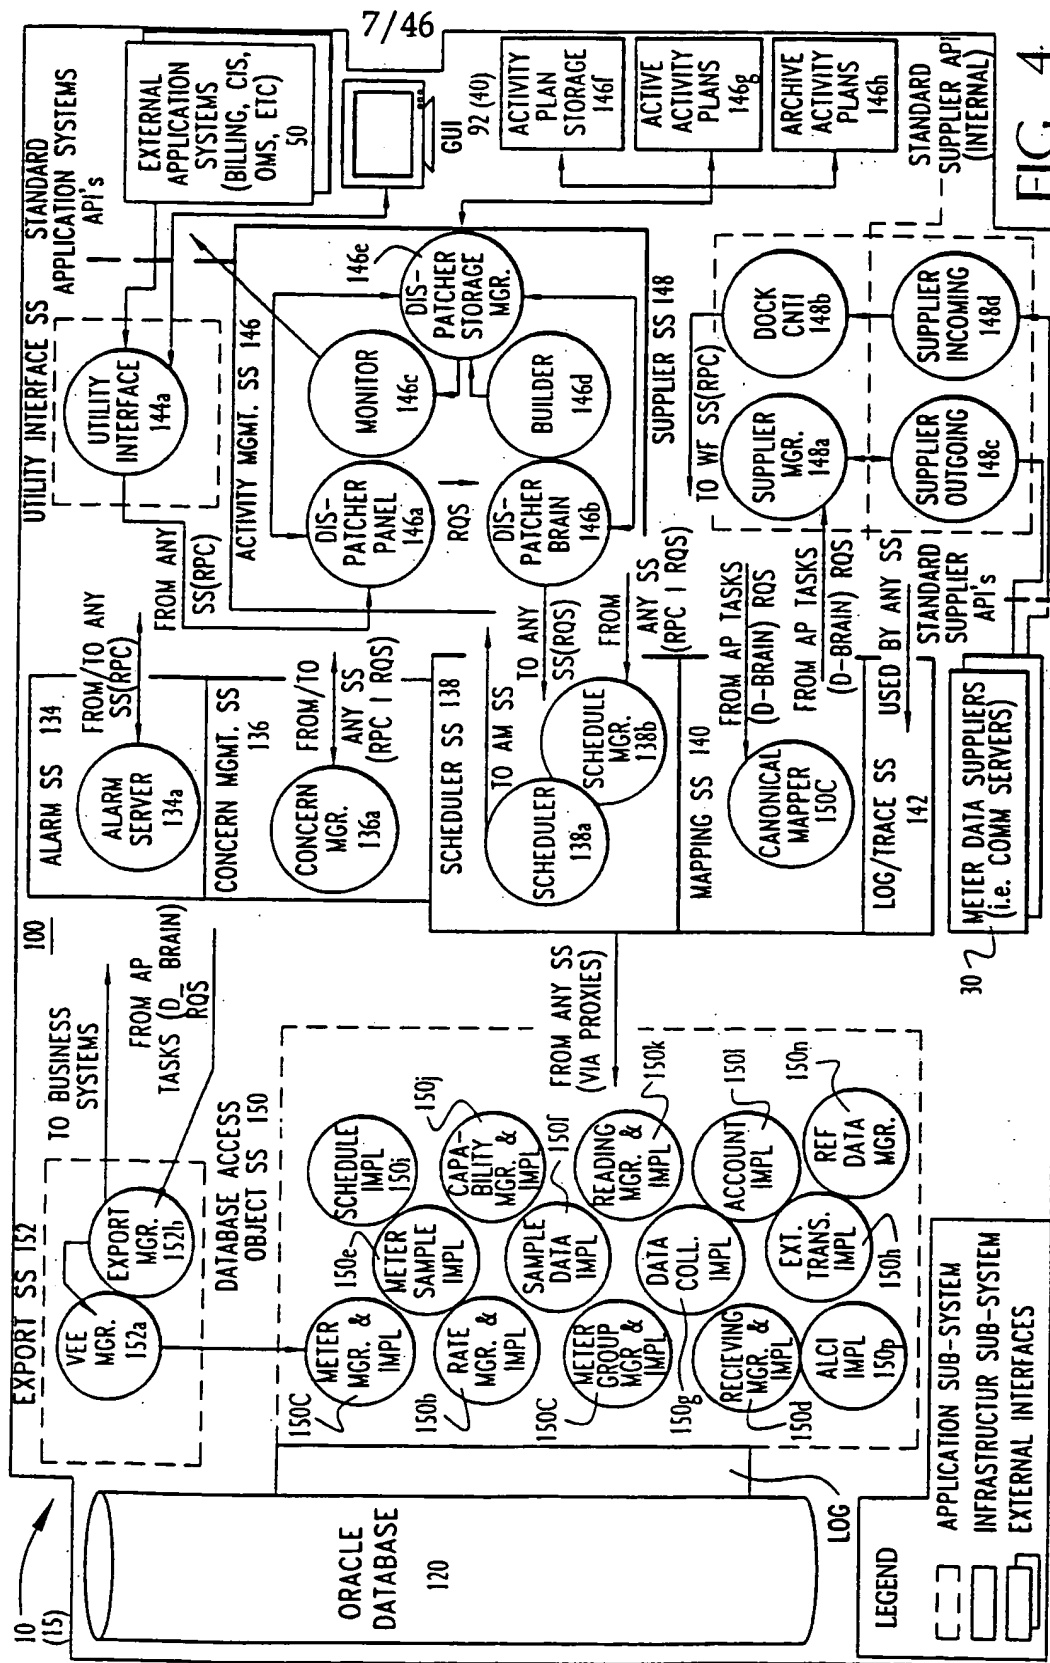 7/46
10
(15)
100
EXPORT SS 152
VEE
MGR.
152a
EXPORT
MGR.
152b
TO BUSINESS
SYSTEMS
FROM AP
TASKS (D_ BRAIN)
RQS
ALARM SS 134
ALARM
SERVER
134a
FROM/TO ANY
SS(RPC)
CONCERN MGMT. SS
136
CONCERN
MGR.
136a
FROM/TO
ANY SS
(RPC I RQS)
UTILITY INTERFACE SS
UTILITY
INTERFACE
144a
FROM ANY
SS(RPC)
STANDARD
APPLICATION SYSTEMS
API's
EXTERNAL
APPLICATION
SYSTEMS
(BILLING, CIS,
OMS, ETC)
50
GUI
92 (40)
ACTIVITY MGMT. SS 146
DIS-
PATCHER
PANEL
146a
MONITOR
146c
RQS
DIS-
PATCHER
BRAIN
146b
BUILDER
146d
DIS-
PATCHER
STORAGE
MGR.
146e
ACTIVITY
PLAN
STORAGE
146f
ACTIVE
ACTIVITY
PLANS
146g
ARCHIVE
ACTIVITY
PLANS
146h
SCHEDULER SS 138
TO AM SS
SCHEDULER
138a
SCHEDULE
MGR.
138b
TO ANY
SS(RQS)
FROM
ANY SS
(RPC I RQS)
MAPPING SS 140
CANONICAL
MAPPER
150C
FROM AP TASKS
(D-BRAIN) RQS
LOG/TRACE SS
142
USED BY ANY SS
SUPPLIER SS 148
TO WF SS(RPC)
SUPPLIER
MGR.
148a
DOCK
CNTI
148b
SUPPLIER
OUTGOING
148c
SUPPLIER
INCOMING
148d
FROM AP TASKS
(D-BRAIN) RQS
STANDARD
SUPPLIER
API's
STANDARD
SUPPLIER API
(INTERNAL)
30
METER DATA SUPPLIERS
(i.e. COMM SERVERS)
DATABASE ACCESS
OBJECT SS 150
FROM ANY SS
(VIA PROXIES)
METER
MGR. &
IMPL
150C
METER
SAMPLE
IMPL
150e
SCHEDULE
IMPL
150i
RATE
MGR. &
IMPL
150b
CAPA-
BILITY
MGR. &
IMPL
150j
SAMPLE
DATA
IMPL
150f
METER
GROUP
MGR &
IMPL
150C
READING
MGR. &
IMPL
150k
DATA
COLL.
IMPL
150g
RECIEVING
MGR. &
IMPL
150d
ACCOUNT
IMPL
150l
EXT.
TRANS.
IMPL
150h
ALCI
IMPL
150p
REF
DATA
MGR.
150n
ORACLE
DATABASE
120
LOG
LEGEND
APPLICATION SUB-SYSTEM
INFRASTRUCTUR SUB-SYSTEM
EXTERNAL INTERFACES
FIG. 4